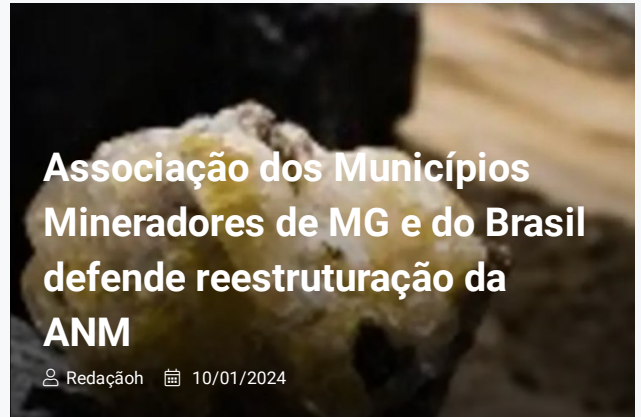 Associação dos Municípios
Mineradores de MG e do Brasil
defende reestruturação da
ANM
Redaçãoh 10/01/2024